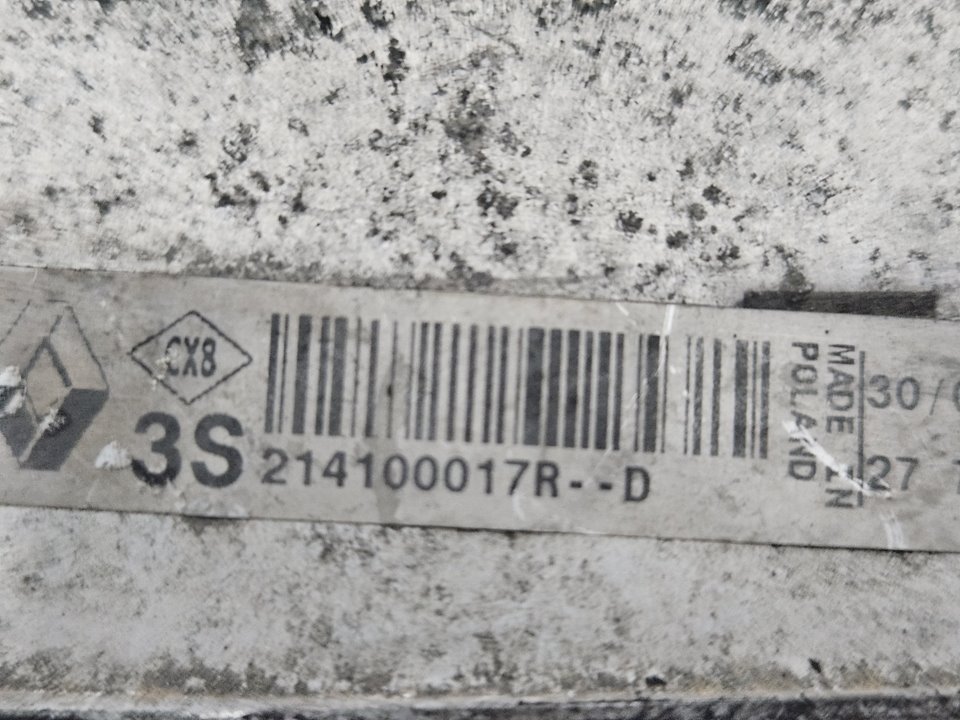 CX8
3S
214100017R--D
MADE IN
POLAND
30/
27